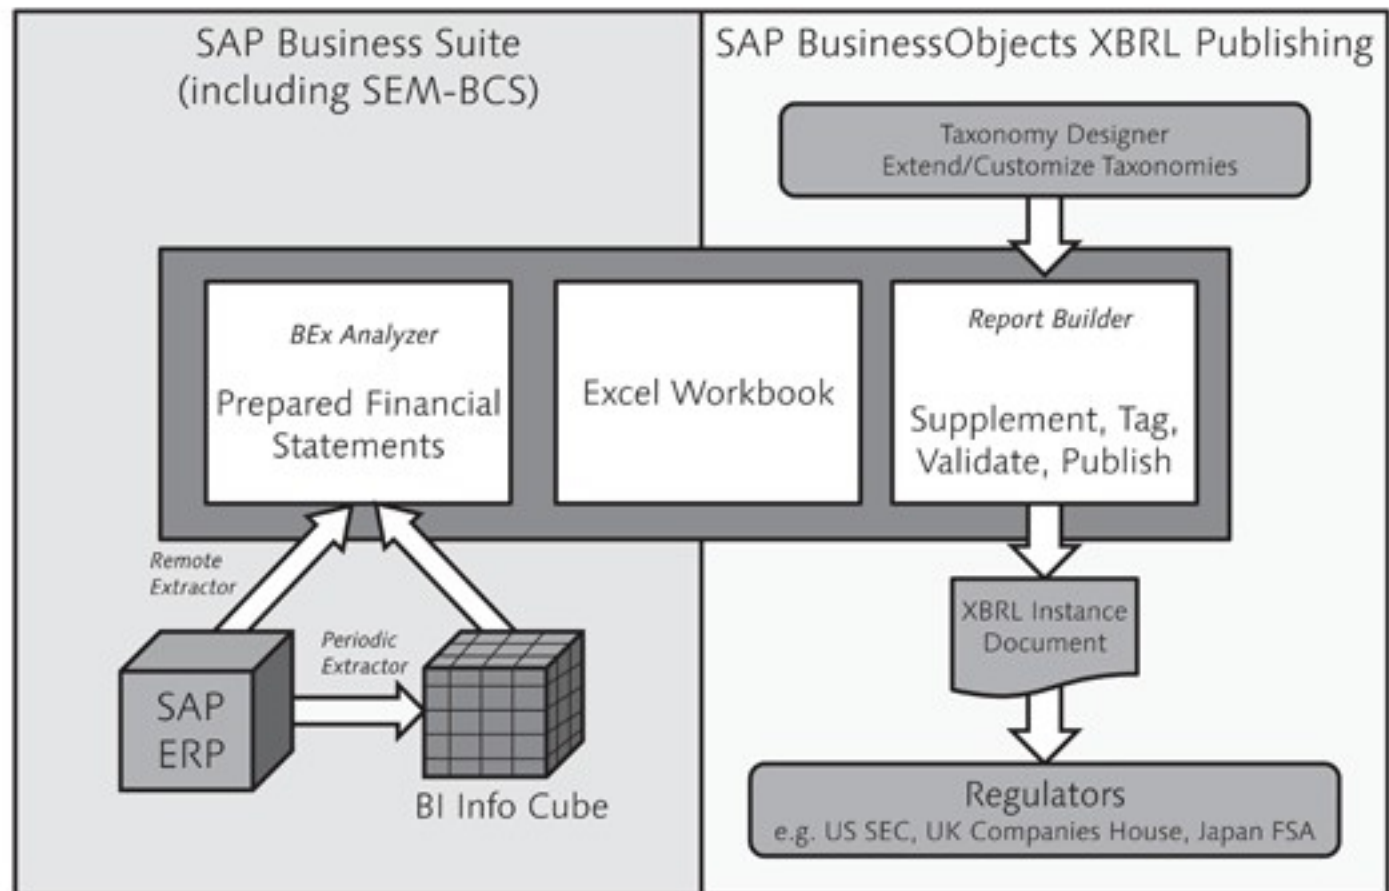 SAP Business Suite
(including SEM-BCS)
SAP BusinessObjects XBRL Publishing
Taxonomy Designer
Extend/Customize Taxonomies
BEx Analyzer
Prepared Financial
Statements
Excel Workbook
Report Builder
Supplement, Tag,
Validate, Publish
Remote
Extractor
Periodic
Extractor
SAP
ERP
BI Info Cube
XBRL Instance
Document
Regulators
e.g. US SEC, UK Companies House, Japan FSA